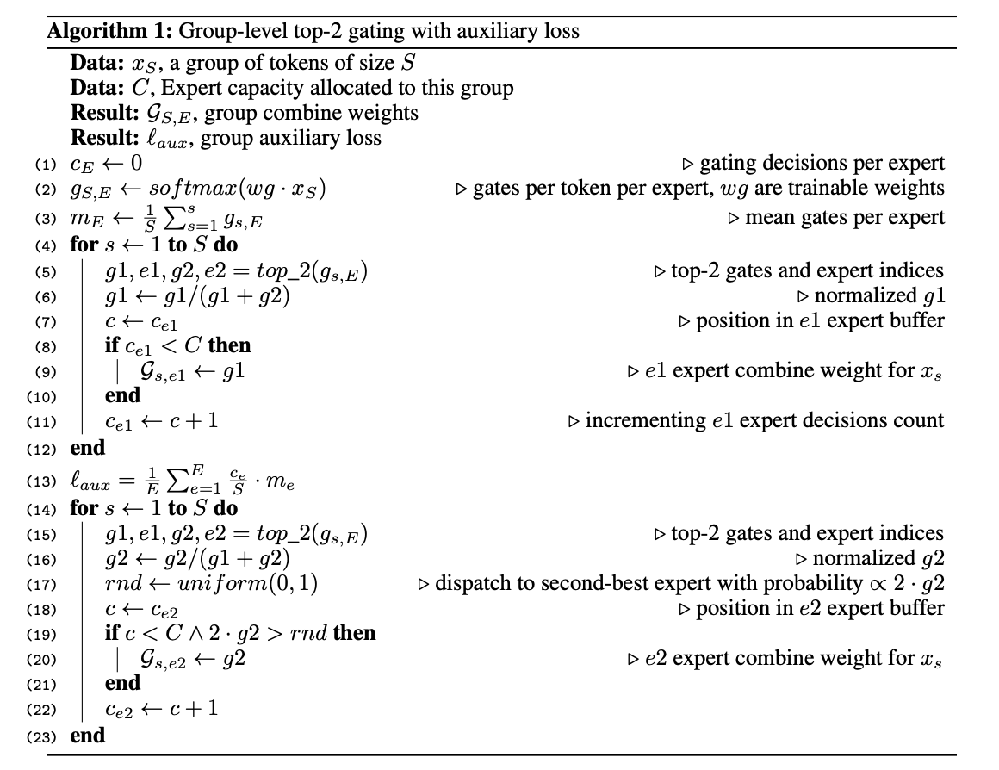 Algorithm 1: Group-level top-2 gating with auxiliary loss
Data: x_S, a group of tokens of size S
Data: C, Expert capacity allocated to this group
Result: 𝒢_{S,E}, group combine weights
Result: ℓ_{aux}, group auxiliary loss
(1) c_E ← 0 ▷ gating decisions per expert
(2) g_{S,E} ← softmax(wg · x_S) ▷ gates per token per expert, wg are trainable weights
(3) m_E ← \frac{1}{S} ∑_{s=1}^{s} g_{s,E} ▷ mean gates per expert
(4) for s ← 1 to S do
(5) g1, e1, g2, e2 = top_2(g_{s,E}) ▷ top-2 gates and expert indices
(6) g1 ← g1/(g1 + g2) ▷ normalized g1
(7) c ← c_{e1} ▷ position in e1 expert buffer
(8) if c_{e1} < C then
(9) 𝒢_{s,e1} ← g1 ▷ e1 expert combine weight for x_s
(10) end
(11) c_{e1} ← c + 1 ▷ incrementing e1 expert decisions count
(12) end
(13) ℓ_{aux} = \frac{1}{E} ∑_{e=1}^{E} \frac{c_e}{S} · m_e
(14) for s ← 1 to S do
(15) g1, e1, g2, e2 = top_2(g_{s,E}) ▷ top-2 gates and expert indices
(16) g2 ← g2/(g1 + g2) ▷ normalized g2
(17) rnd ← uniform(0, 1) ▷ dispatch to second-best expert with probability ∝ 2 · g2
(18) c ← c_{e2} ▷ position in e2 expert buffer
(19) if c < C ∧ 2 · g2 > rnd then
(20) 𝒢_{s,e2} ← g2 ▷ e2 expert combine weight for x_s
(21) end
(22) c_{e2} ← c + 1
(23) end